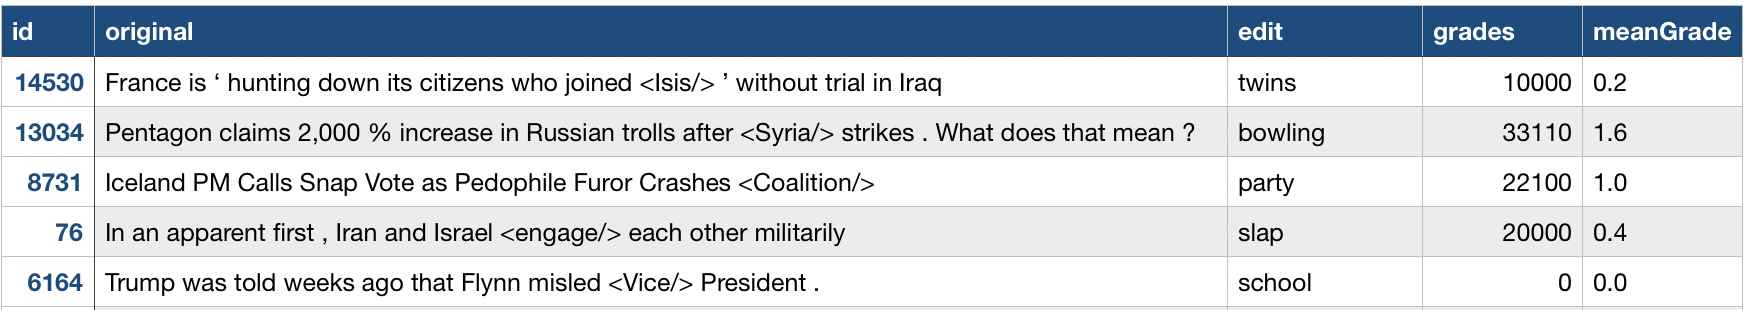 id original edit grades meanGrade
14530 France is ‘ hunting down its citizens who joined <Isis/> ’ without trial in Iraq twins 10000 0.2
13034 Pentagon claims 2,000 % increase in Russian trolls after <Syria/> strikes . What does that mean ? bowling 33110 1.6
8731 Iceland PM Calls Snap Vote as Pedophile Furor Crashes <Coalition/> party 22100 1.0
76 In an apparent first , Iran and Israel <engage/> each other militarily slap 20000 0.4
6164 Trump was told weeks ago that Flynn misled <Vice/> President . school 0 0.0